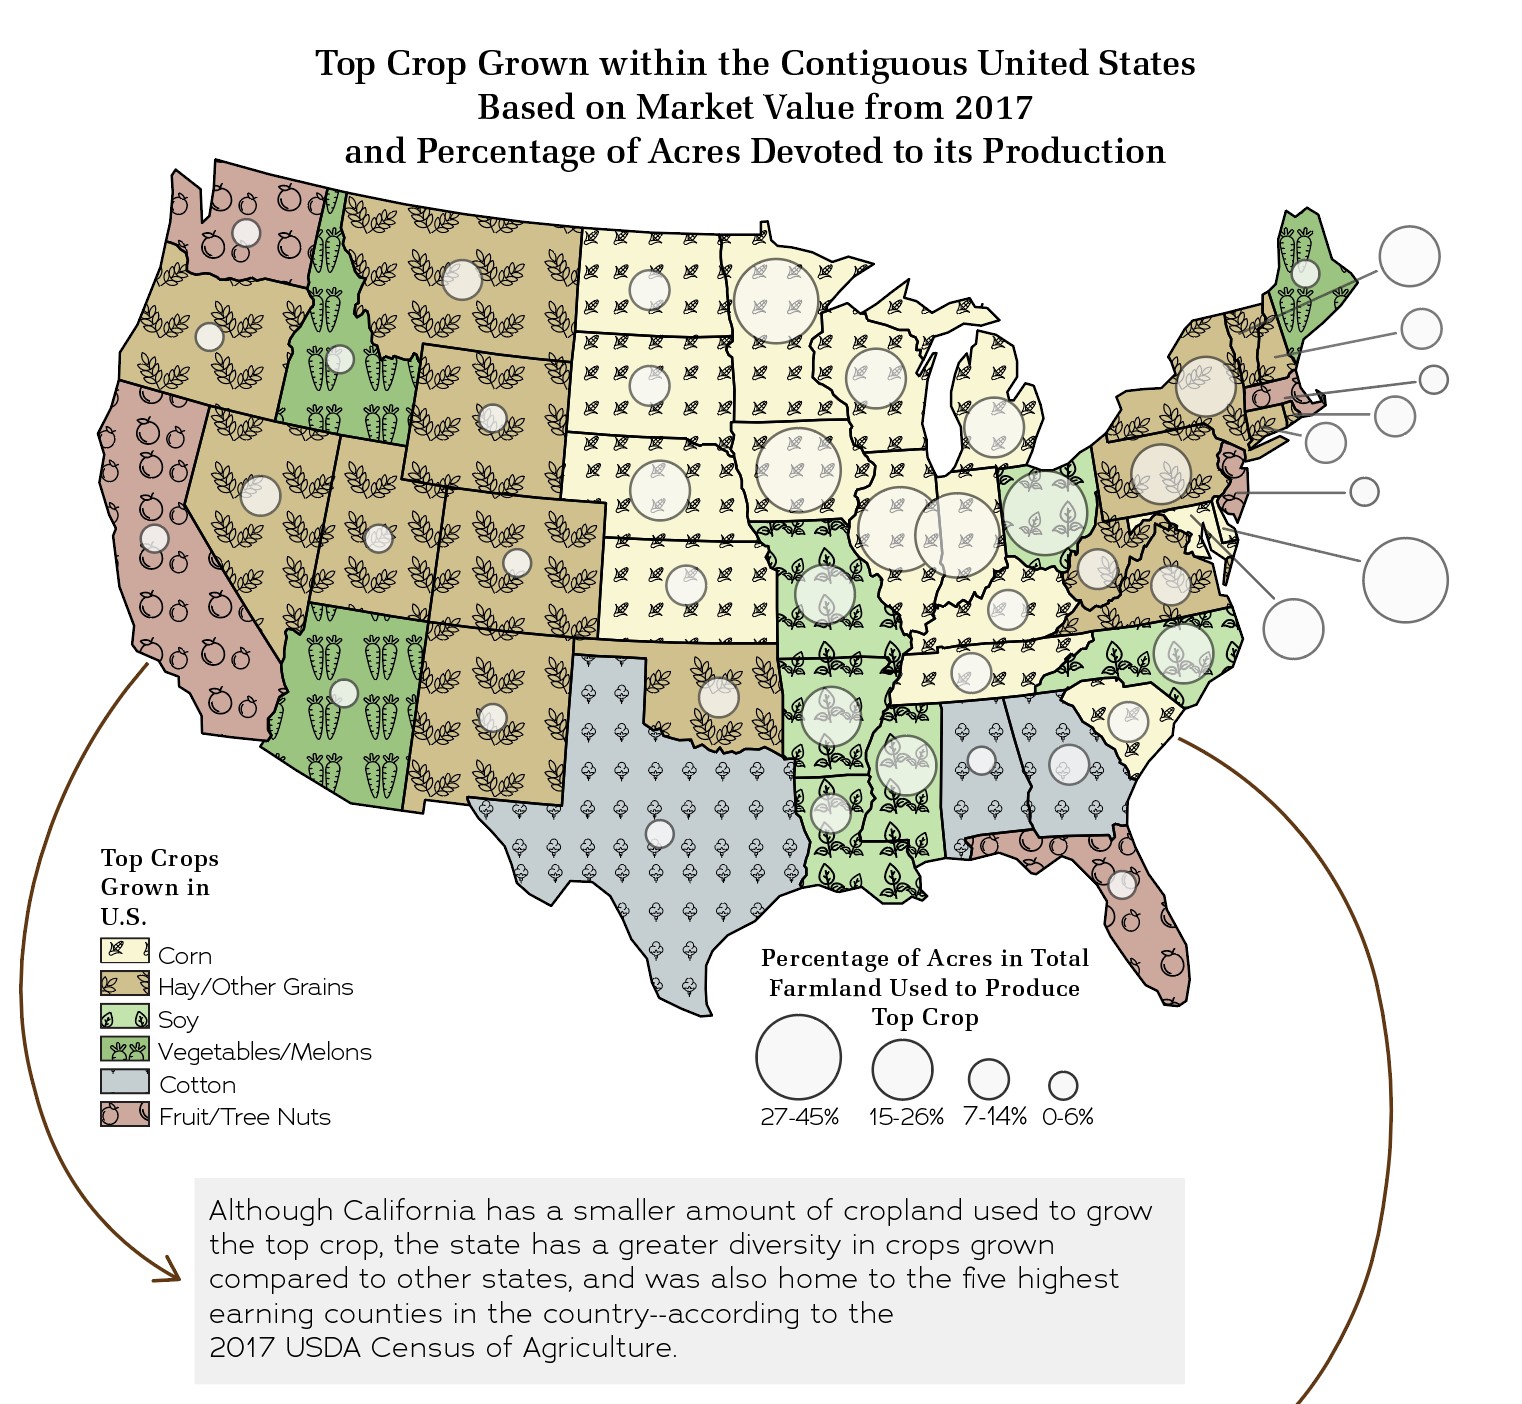 Top Crop Grown within the Contiguous United States
Based on Market Value from 2017
and Percentage of Acres Devoted to its Production
Top Crops
Grown in
U.S.
Corn
Hay/Other Grains
Soy
Vegetables/Melons
Cotton
Fruit/Tree Nuts
Percentage of Acres in Total
Farmland Used to Produce
Top Crop
27-45%
15-26%
7-14%
0-6%
Although California has a smaller amount of cropland used to grow
the top crop, the state has a greater diversity in crops grown
compared to other states, and was also home to the five highest
earning counties in the country--according to the
2017 USDA Census of Agriculture.